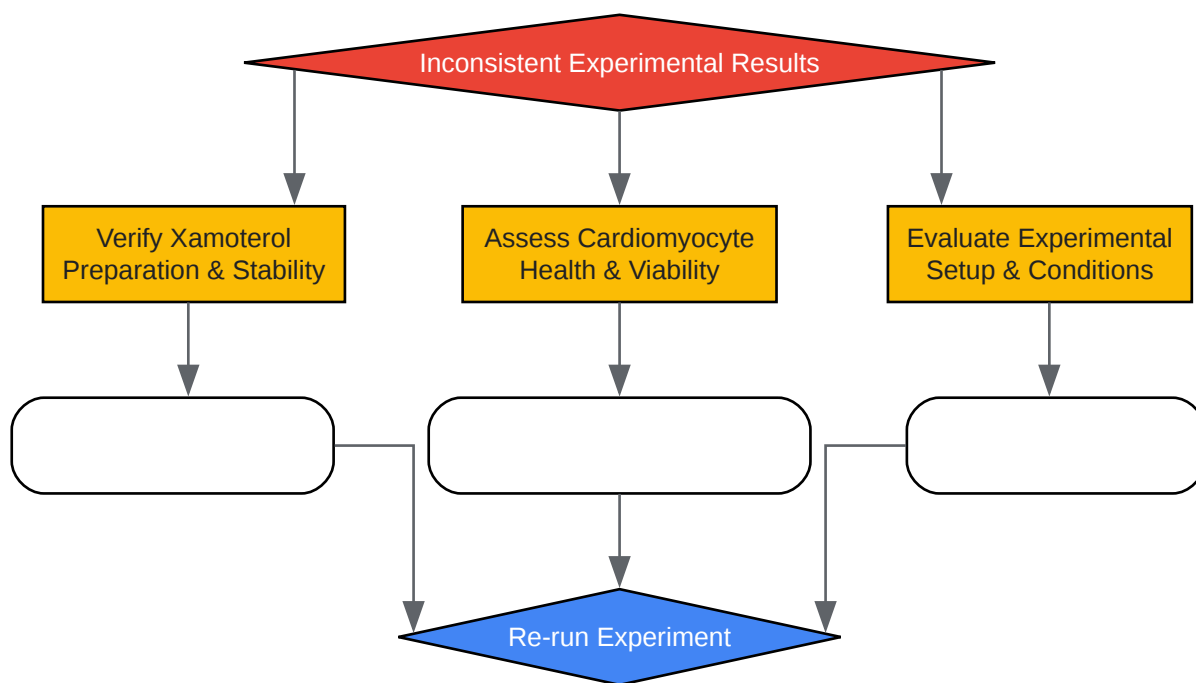 Inconsistent Experimental Results
Verify Xamoterol
Preparation & Stability
Assess Cardiomyocyte
Health & Viability
Evaluate Experimental
Setup & Conditions
Re-run Experiment